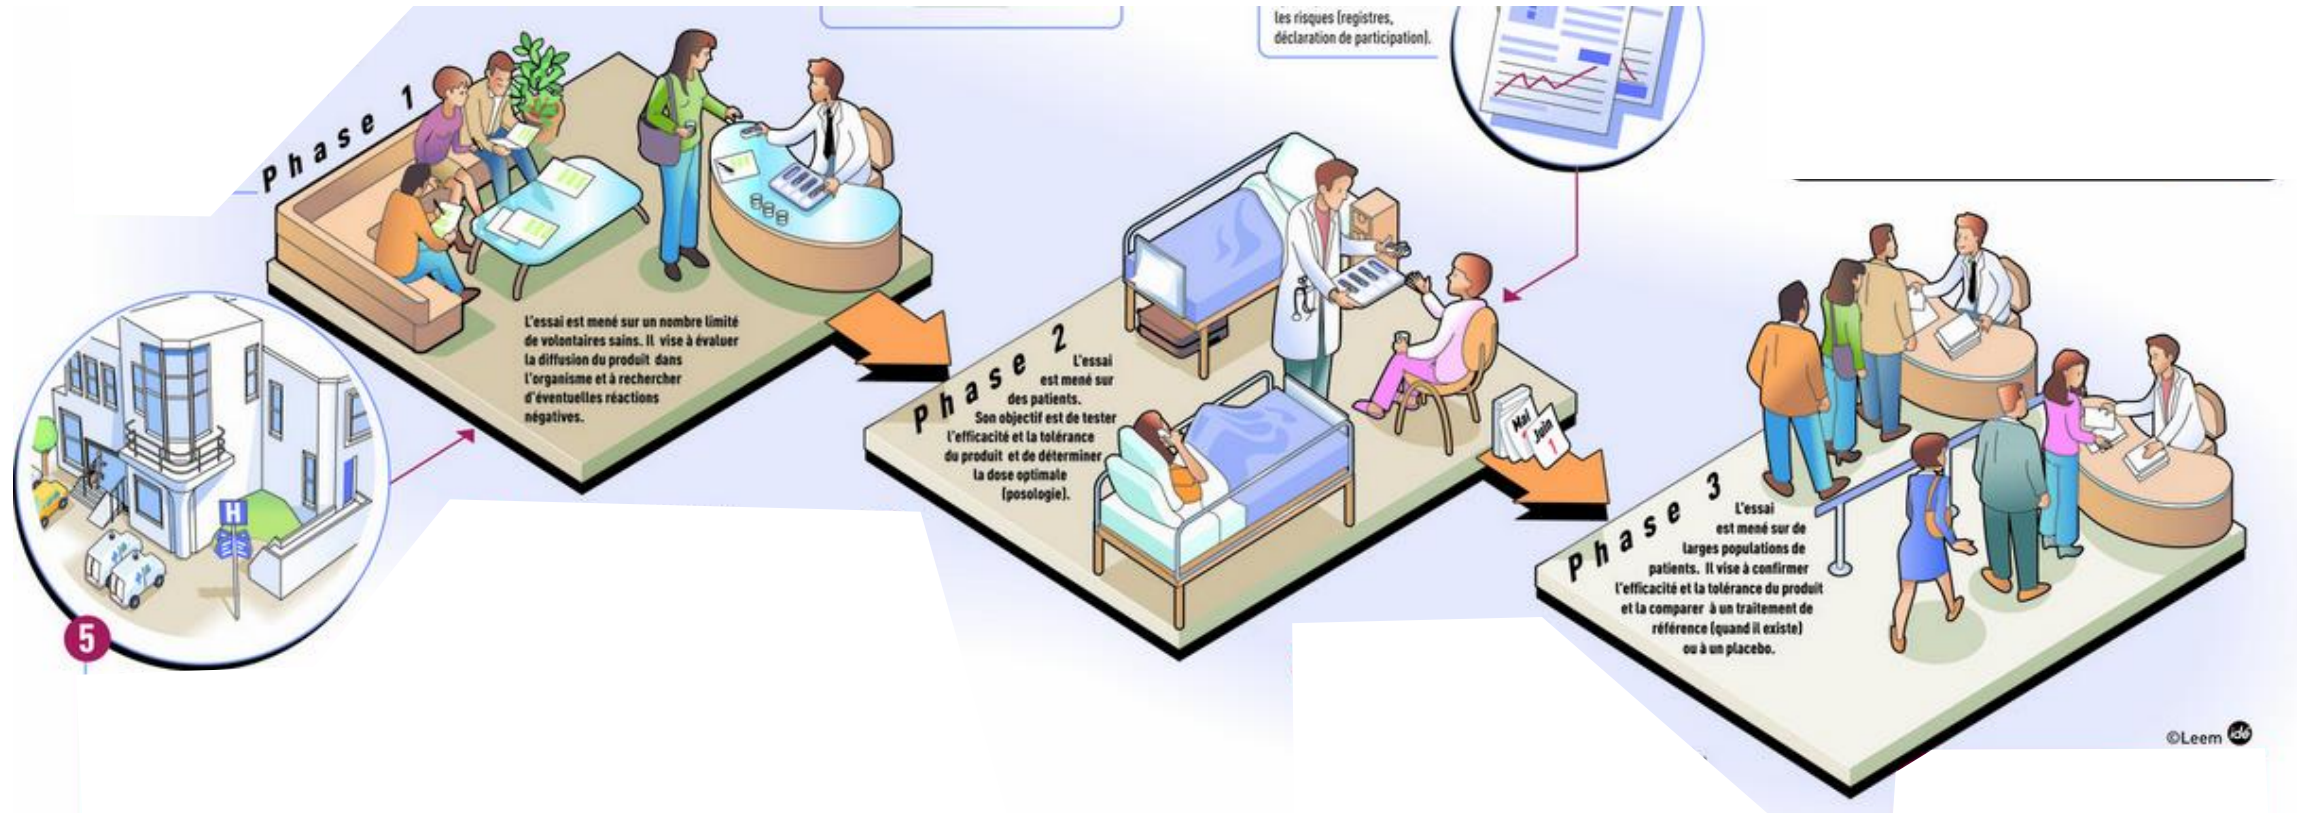 les risques (registres,
déclaration de participation).
Phase 1
L'essai est mené sur un nombre limité
de volontaires sains. Il vise à évaluer
la diffusion du produit dans
l'organisme et à rechercher
d'éventuelles réactions
négatives.
H
5
Phase 2
L'essai
est mené sur
des patients.
Son objectif est de tester
l'efficacité et la tolérance
du produit et de déterminer
la dose optimale
(posologie).
Mai
1
Juin
1
Phase 3
L'essai
est mené sur de
larges populations de
patients. Il vise à confirmer
l'efficacité et la tolérance du produit
et la comparer à un traitement de
référence (quand il existe)
ou à un placebo.
©Leem idé